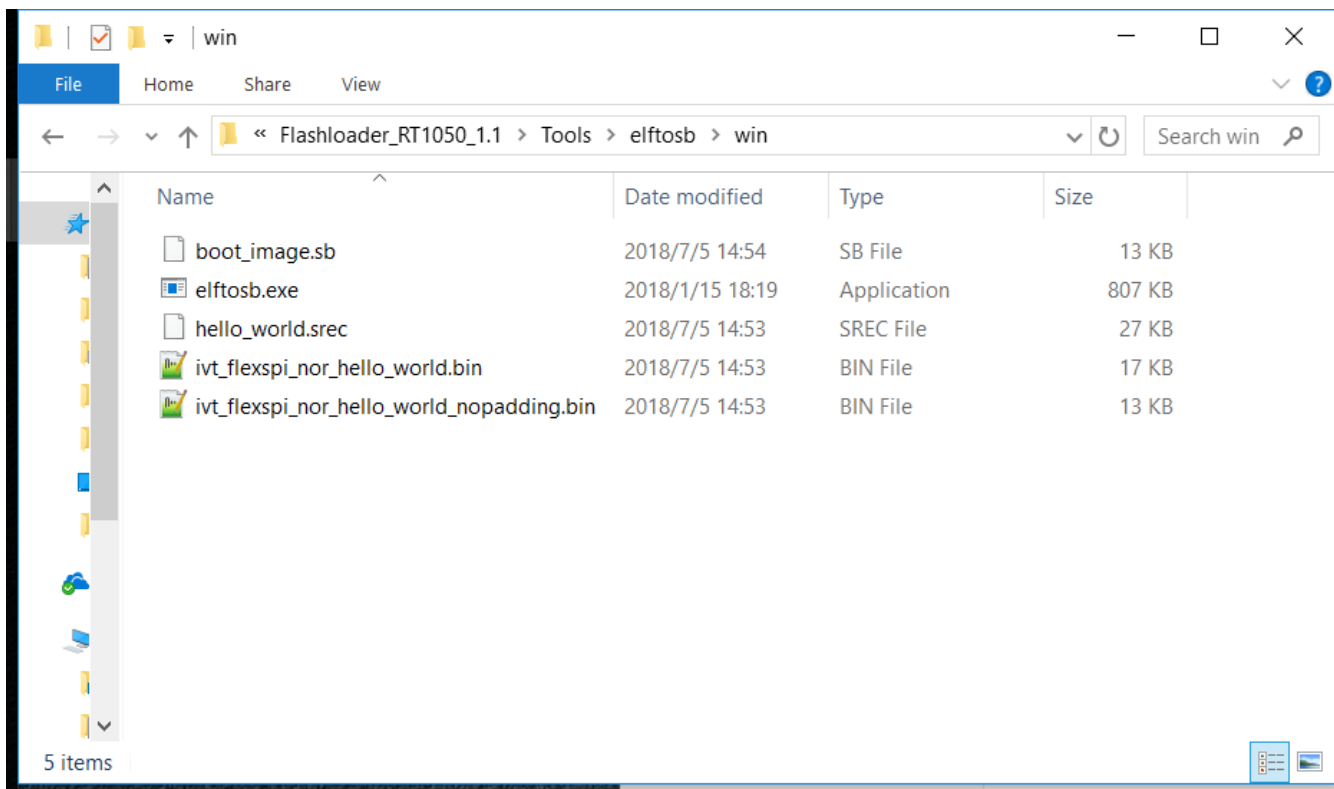 win
File Home Share View
« Flashloader_RT1050_1.1 > Tools > elftosb > win Search win
Name Date modified Type Size
boot_image.sb 2018/7/5 14:54 SB File 13 KB
elftosb.exe 2018/1/15 18:19 Application 807 KB
hello_world.srec 2018/7/5 14:53 SREC File 27 KB
ivt_flexspi_nor_hello_world.bin 2018/7/5 14:53 BIN File 17 KB
ivt_flexspi_nor_hello_world_nopadding.bin 2018/7/5 14:53 BIN File 13 KB
5 items